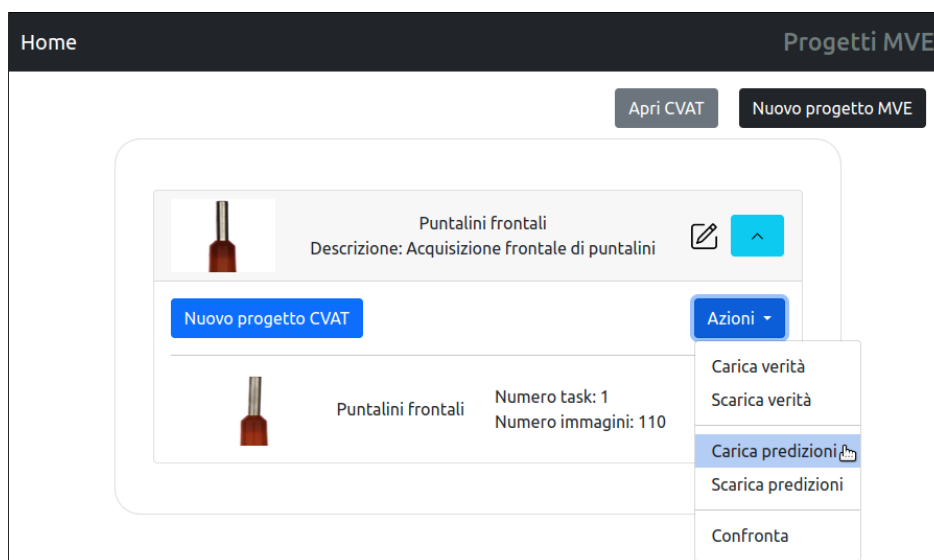 Home
Progetti MVE
Apri CVAT
Nuovo progetto MVE
Puntalini frontali
Descrizione: Acquisizione frontale di puntalini
Nuovo progetto CVAT
Azioni
Puntalini frontali
Numero task: 1
Numero immagini: 110
Carica verità
Scarica verità
Carica predizioni
Scarica predizioni
Confronta